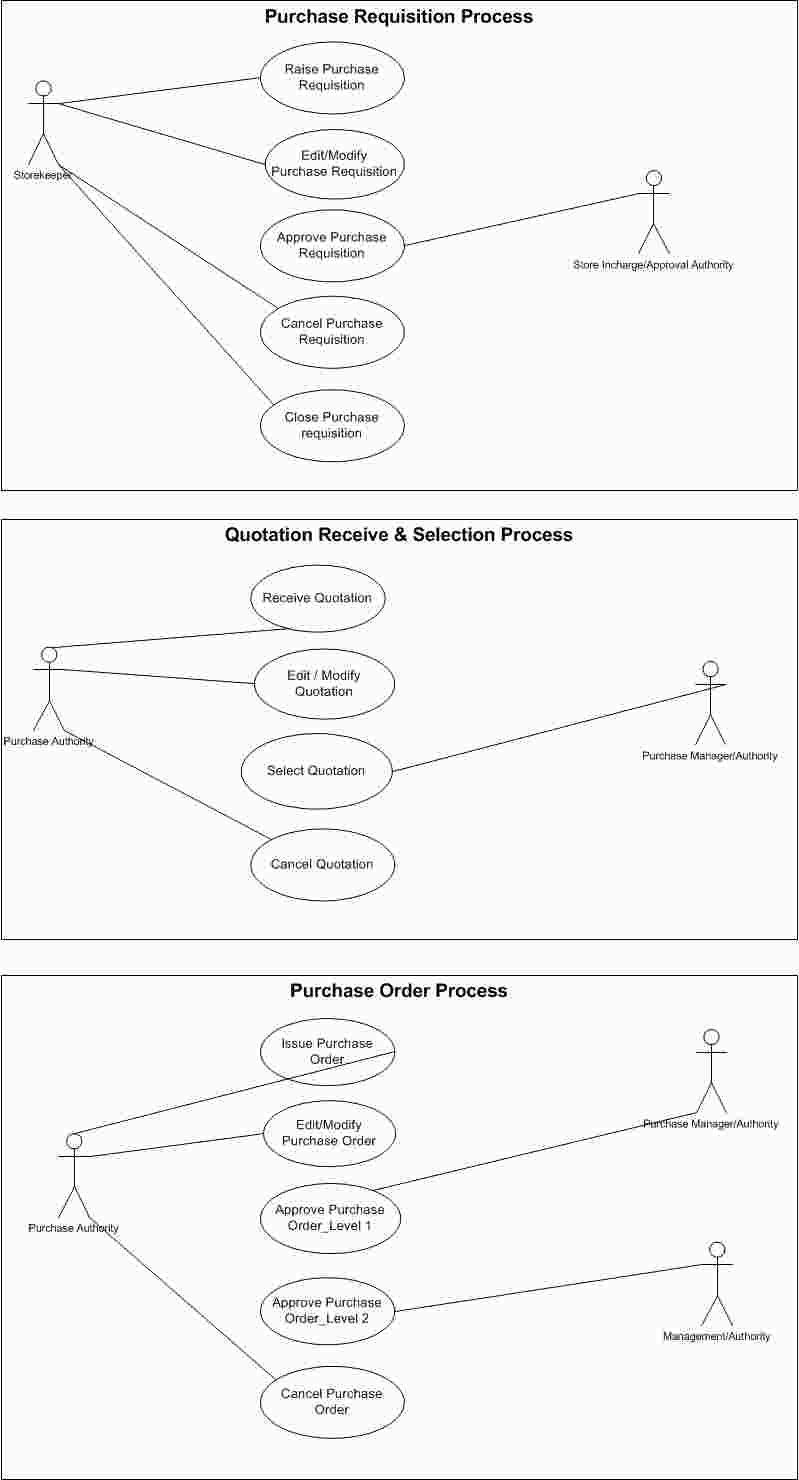 Purchase Requisition Process
Raise Purchase
Requisition
Edit/Modify
Purchase Requisition
Storekeeper
Approve Purchase
Requisition
Store Incharge/Approval Authority
Cancel Purchase
Requisition
Close Purchase
requisition
Quotation Receive & Selection Process
Receive Quotation
Edit / Modify
Quotation
Purchase Authority
Select Quotation
Purchase Manager/Authority
Cancel Quotation
Purchase Order Process
Issue Purchase
Order
Edit/Modify
Purchase Order
Purchase Manager/Authority
Approve Purchase
Order_Level 1
Purchase Authority
Approve Purchase
Order_Level 2
Management/Authority
Cancel Purchase
Order